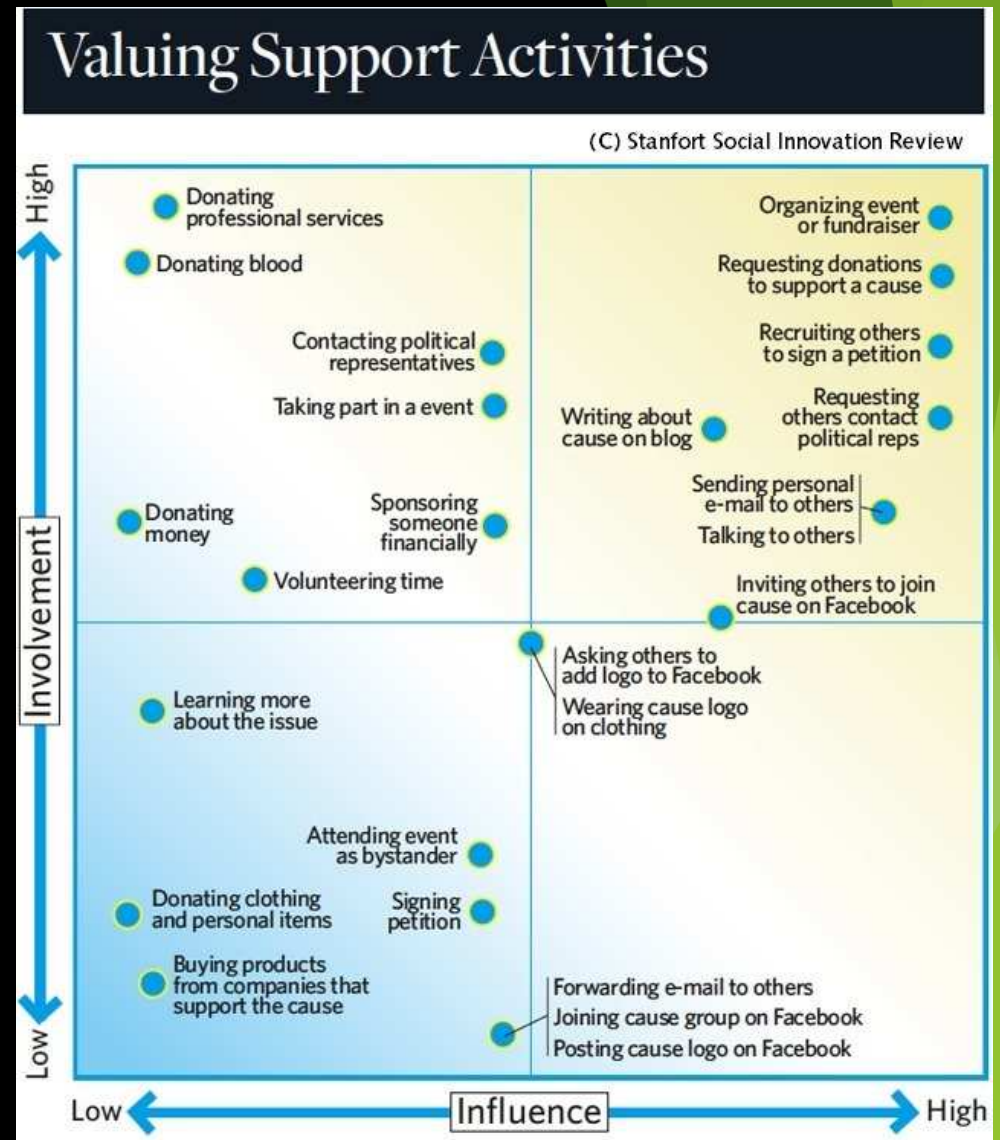 Valuing Support Activities
(C) Stanfort Social Innovation Review
High
Donating
professional services
Organizing event
or fundraiser
Donating blood
Requesting donations
to support a cause
Contacting political
representatives
Recruiting others
to sign a petition
Taking part in a event
Writing about
cause on blog
Requesting
others contact
political reps
Donating
money
Sponsoring
someone
financially
Sending personal
e-mail to others
Talking to others
Volunteering time
Inviting others to join
cause on Facebook
Involvement
Asking others to
add logo to Facebook
Wearing cause logo
on clothing
Learning more
about the issue
Attending event
as bystander
Donating clothing
and personal items
Signing
petition
Buying products
from companies that
support the cause
Forwarding e-mail to others
Joining cause group on Facebook
Posting cause logo on Facebook
Low
Low
Influence
High